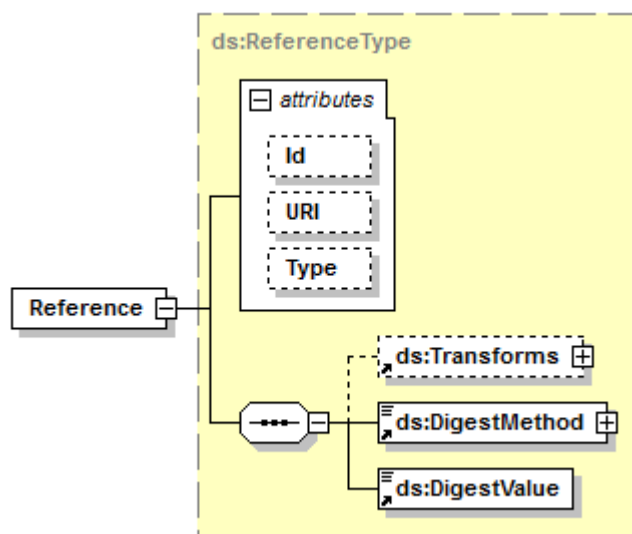 ds:ReferenceType
attributes
Id
URI
Type
Reference
ds:Transforms
ds:DigestMethod
ds:DigestValue